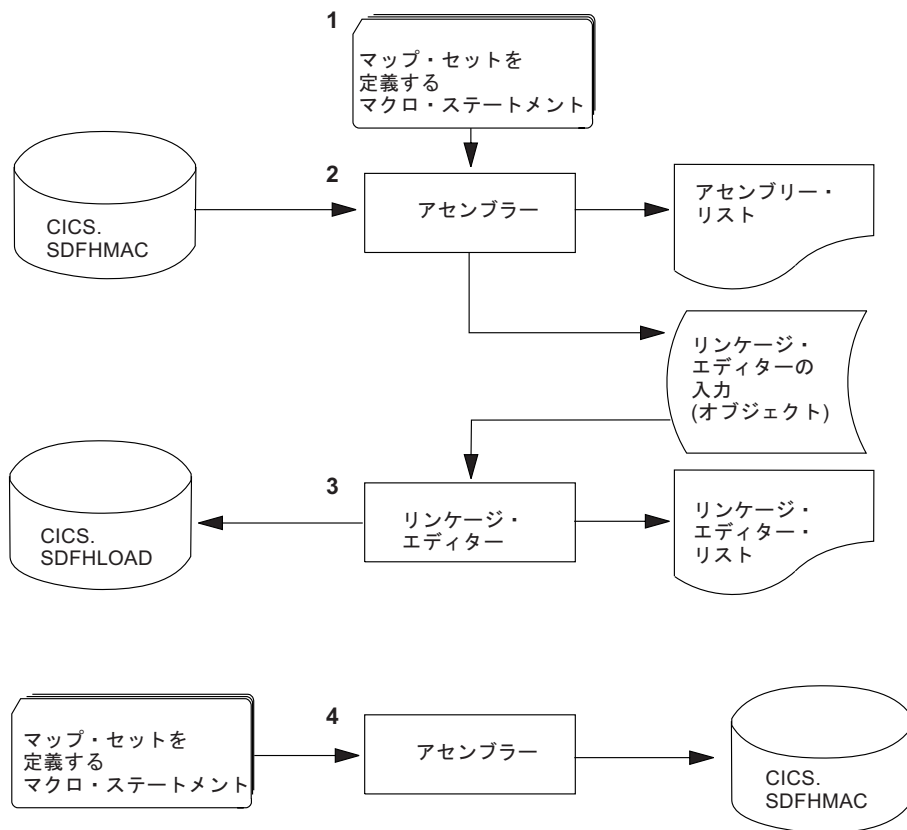 1
マップ・セットを
定義する
マクロ・ステートメント
2
アセンブラー
アセンブリー・
リスト
CICS.
SDFHMAC
リンケージ・
エディターの
入力
(オブジェクト)
3
リンケージ・
エディター
リンケージ・
エディター・
リスト
CICS.
SDFHLOAD
4
マップ・セットを
定義する
マクロ・ステートメント
アセンブラー
CICS.
SDFHMAC